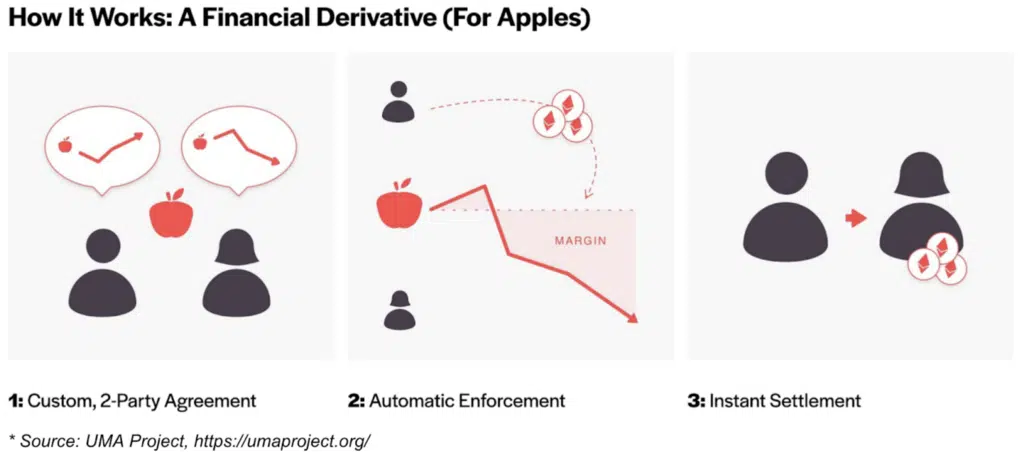 How It Works: A Financial Derivative (For Apples)
MARGIN
1: Custom, 2-Party Agreement
2: Automatic Enforcement
3: Instant Settlement
* Source: UMA Project, https://umaproject.org/